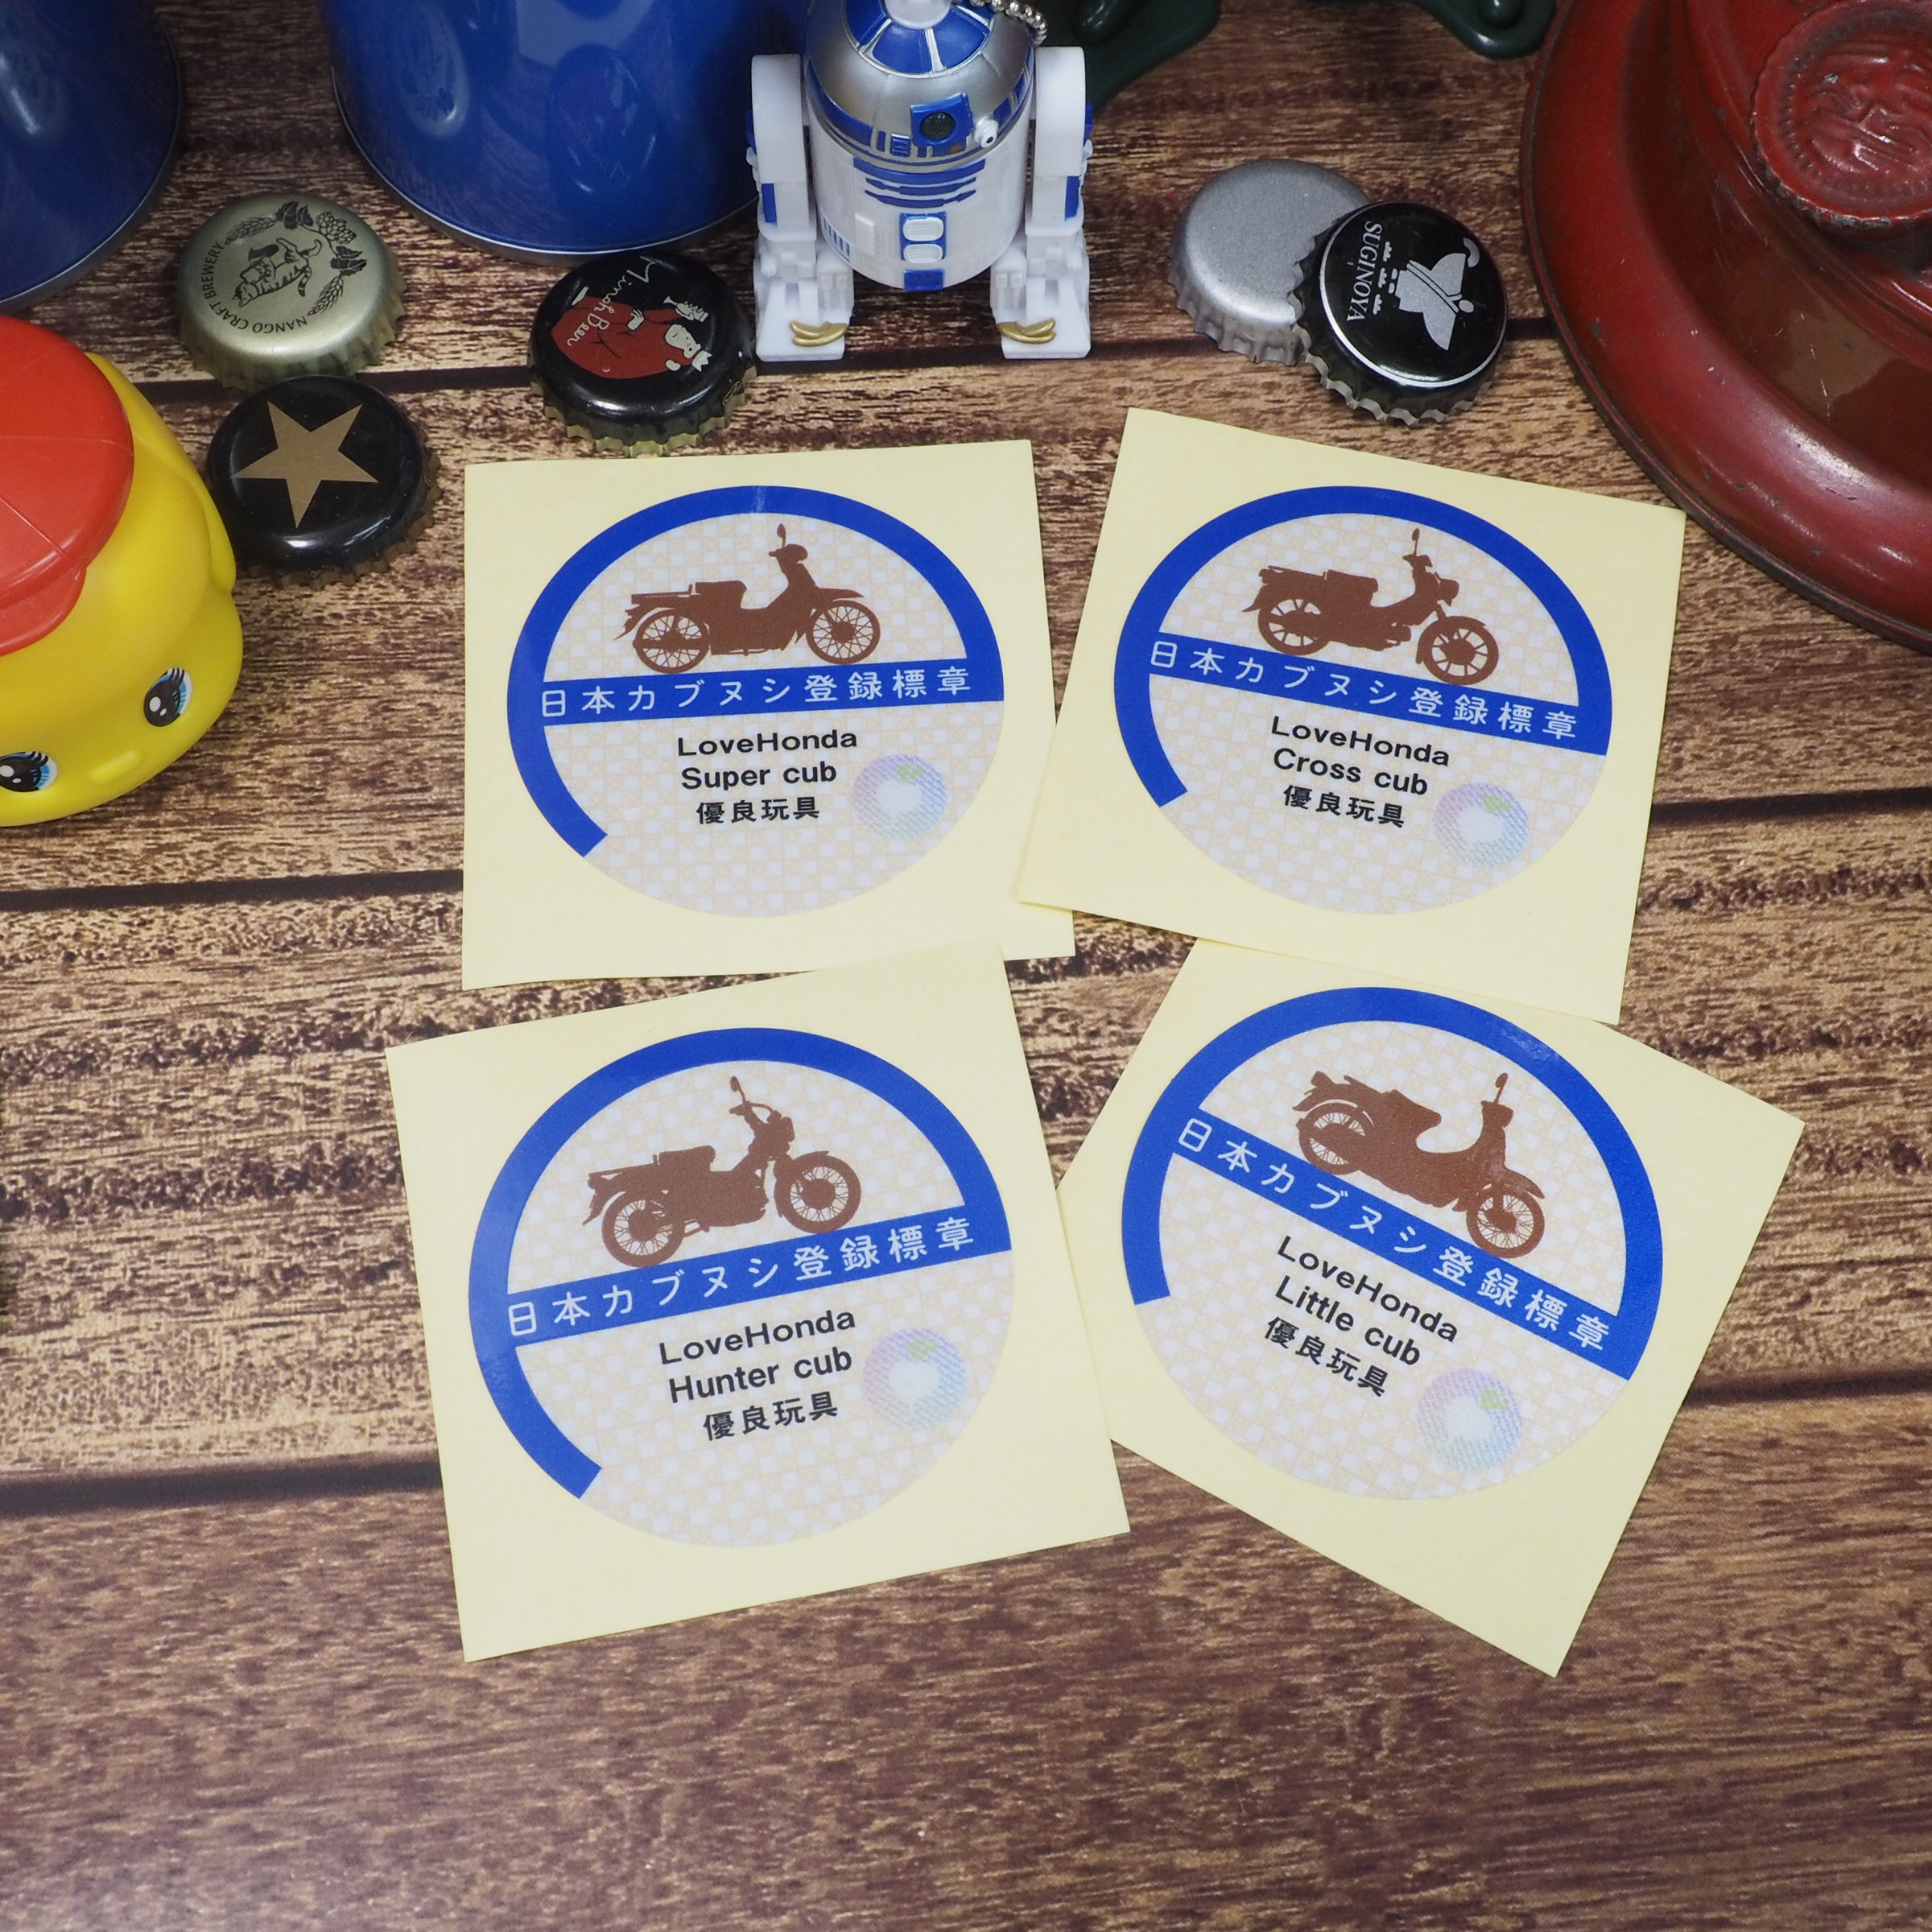 NANGO CRAFT BREWERY
Minoh Beer
SUGINOYA
日本カブヌシ登録標章
LoveHonda
Super cub
優良玩具
日本カブヌシ登録標章
LoveHonda
Cross cub
優良玩具
日本カブヌシ登録標章
LoveHonda
Hunter cub
優良玩具
日本カブヌシ登録標章
LoveHonda
Little cub
優良玩具